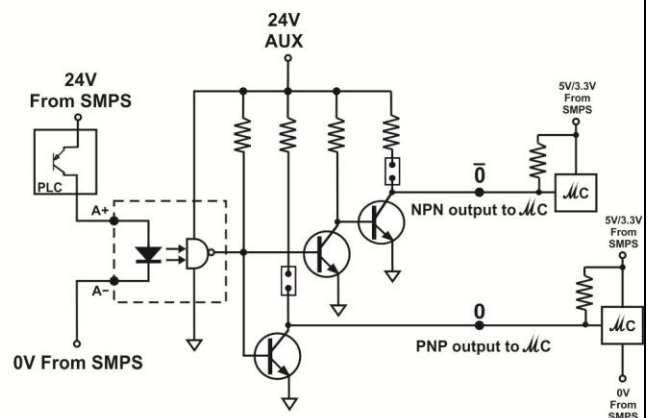 24V
AUX
24V
From SMPS
PLC
A+
A−
0V From SMPS
5V/3.3V
From
SMPS
0̅
NPN output to 𝓜C
𝓜C
5V/3.3V
From
SMPS
0
PNP output to 𝓜C
𝓜C
0V
From
SMPS